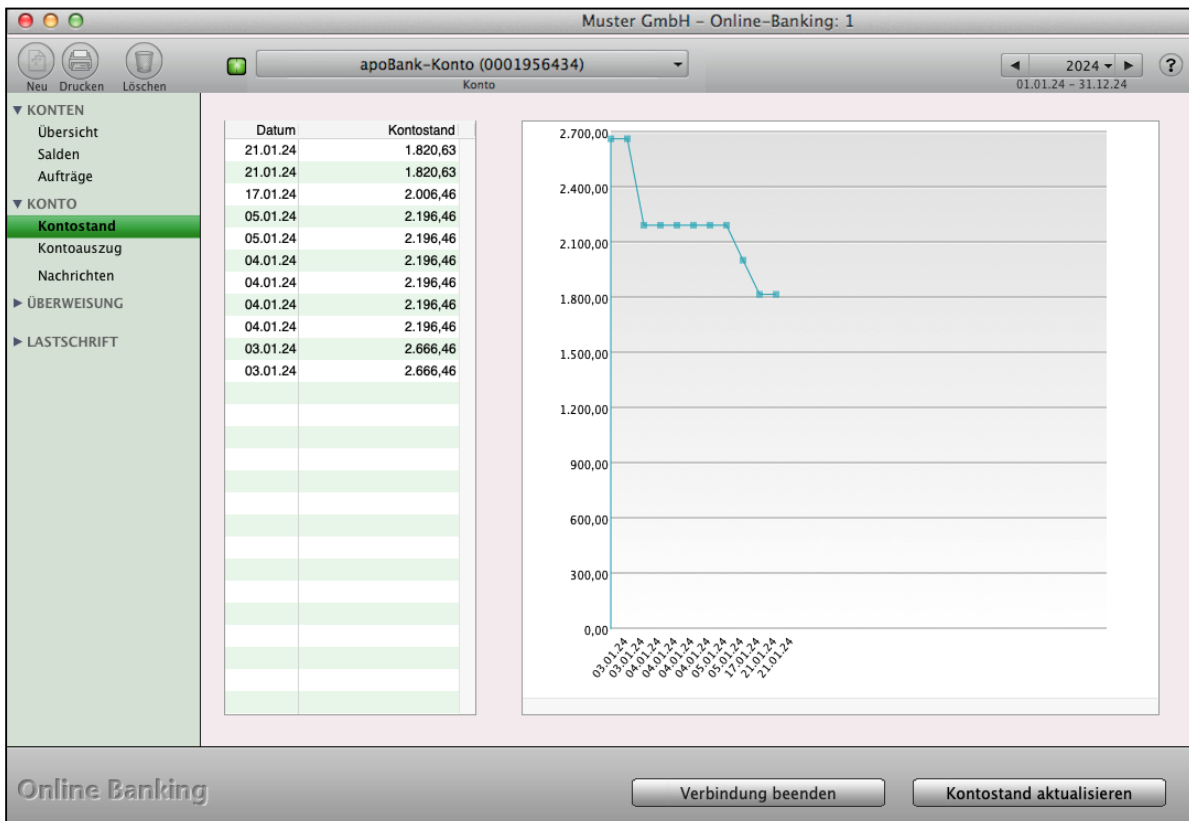 Muster GmbH – Online-Banking: 1
Neu Drucken Löschen
apoBank-Konto (0001956434)
Konto
2024
01.01.24 – 31.12.24
?
KONTEN
Übersicht
Salden
Aufträge
KONTO
Kontostand
Kontoauszug
Nachrichten
ÜBERWEISUNG
LASTSCHRIFT
Datum Kontostand
21.01.24 1.820,63
21.01.24 1.820,63
17.01.24 2.006,46
05.01.24 2.196,46
05.01.24 2.196,46
04.01.24 2.196,46
04.01.24 2.196,46
04.01.24 2.196,46
04.01.24 2.196,46
03.01.24 2.666,46
03.01.24 2.666,46
2.700,00
2.400,00
2.100,00
1.800,00
1.500,00
1.200,00
900,00
600,00
300,00
0,00
03.01.24
03.01.24
04.01.24
04.01.24
04.01.24
04.01.24
05.01.24
05.01.24
17.01.24
21.01.24
21.01.24
Online Banking
Verbindung beenden
Kontostand aktualisieren